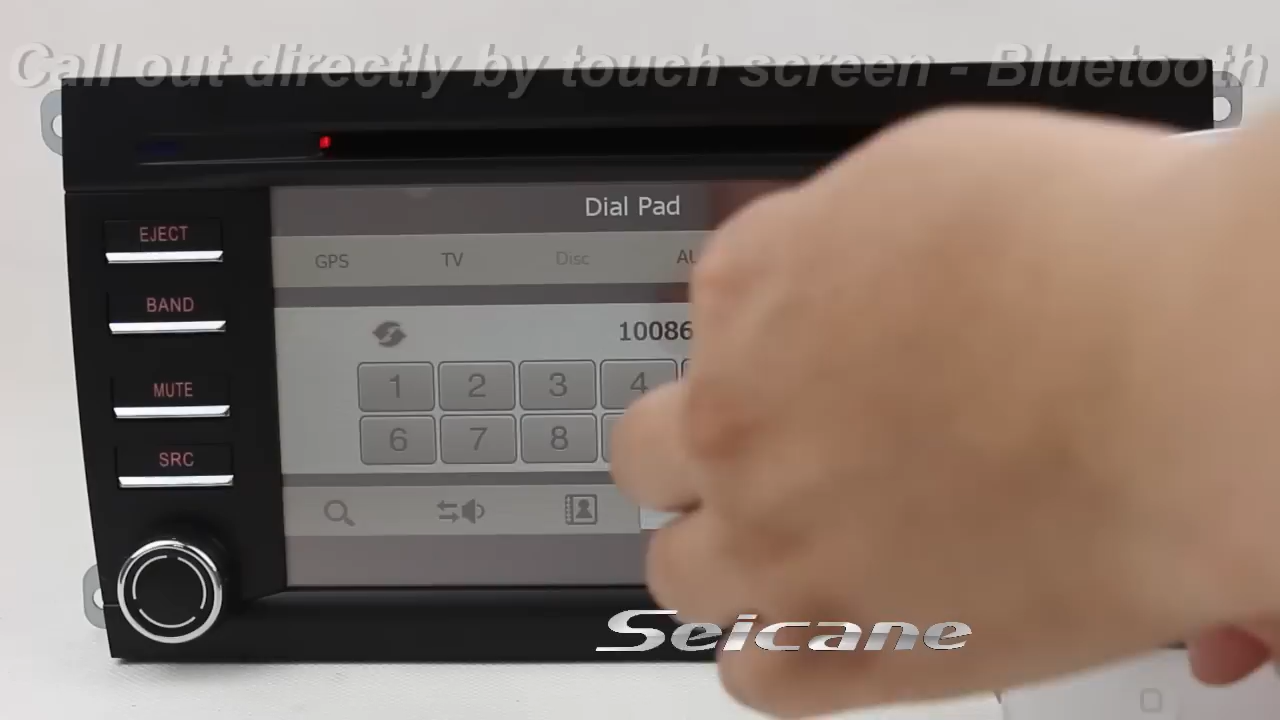 Call out directly by touch screen - Bluetooth
Dial Pad
EJECT
GPS TV Disc AU
BAND
10086
MUTE
1 2 3 4
6 7 8
SRC
Seicane